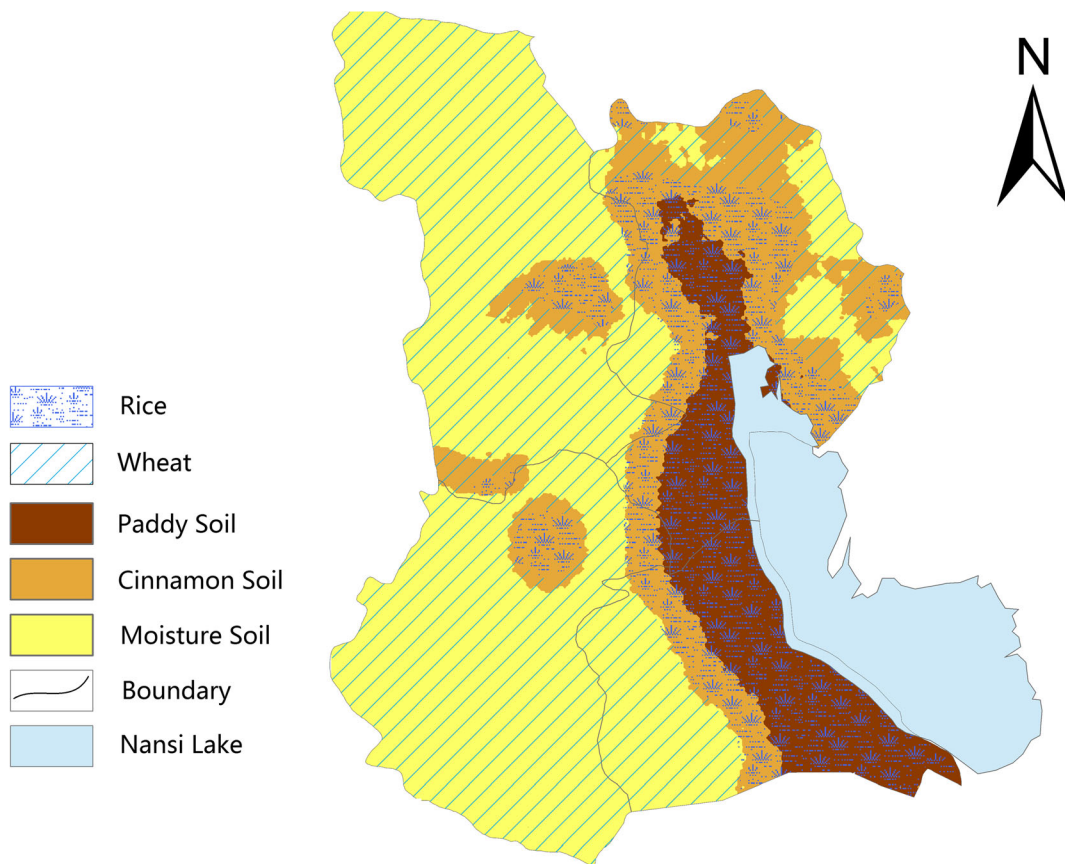 N
Rice
Wheat
Paddy Soil
Cinnamon Soil
Moisture Soil
Boundary
Nansi Lake